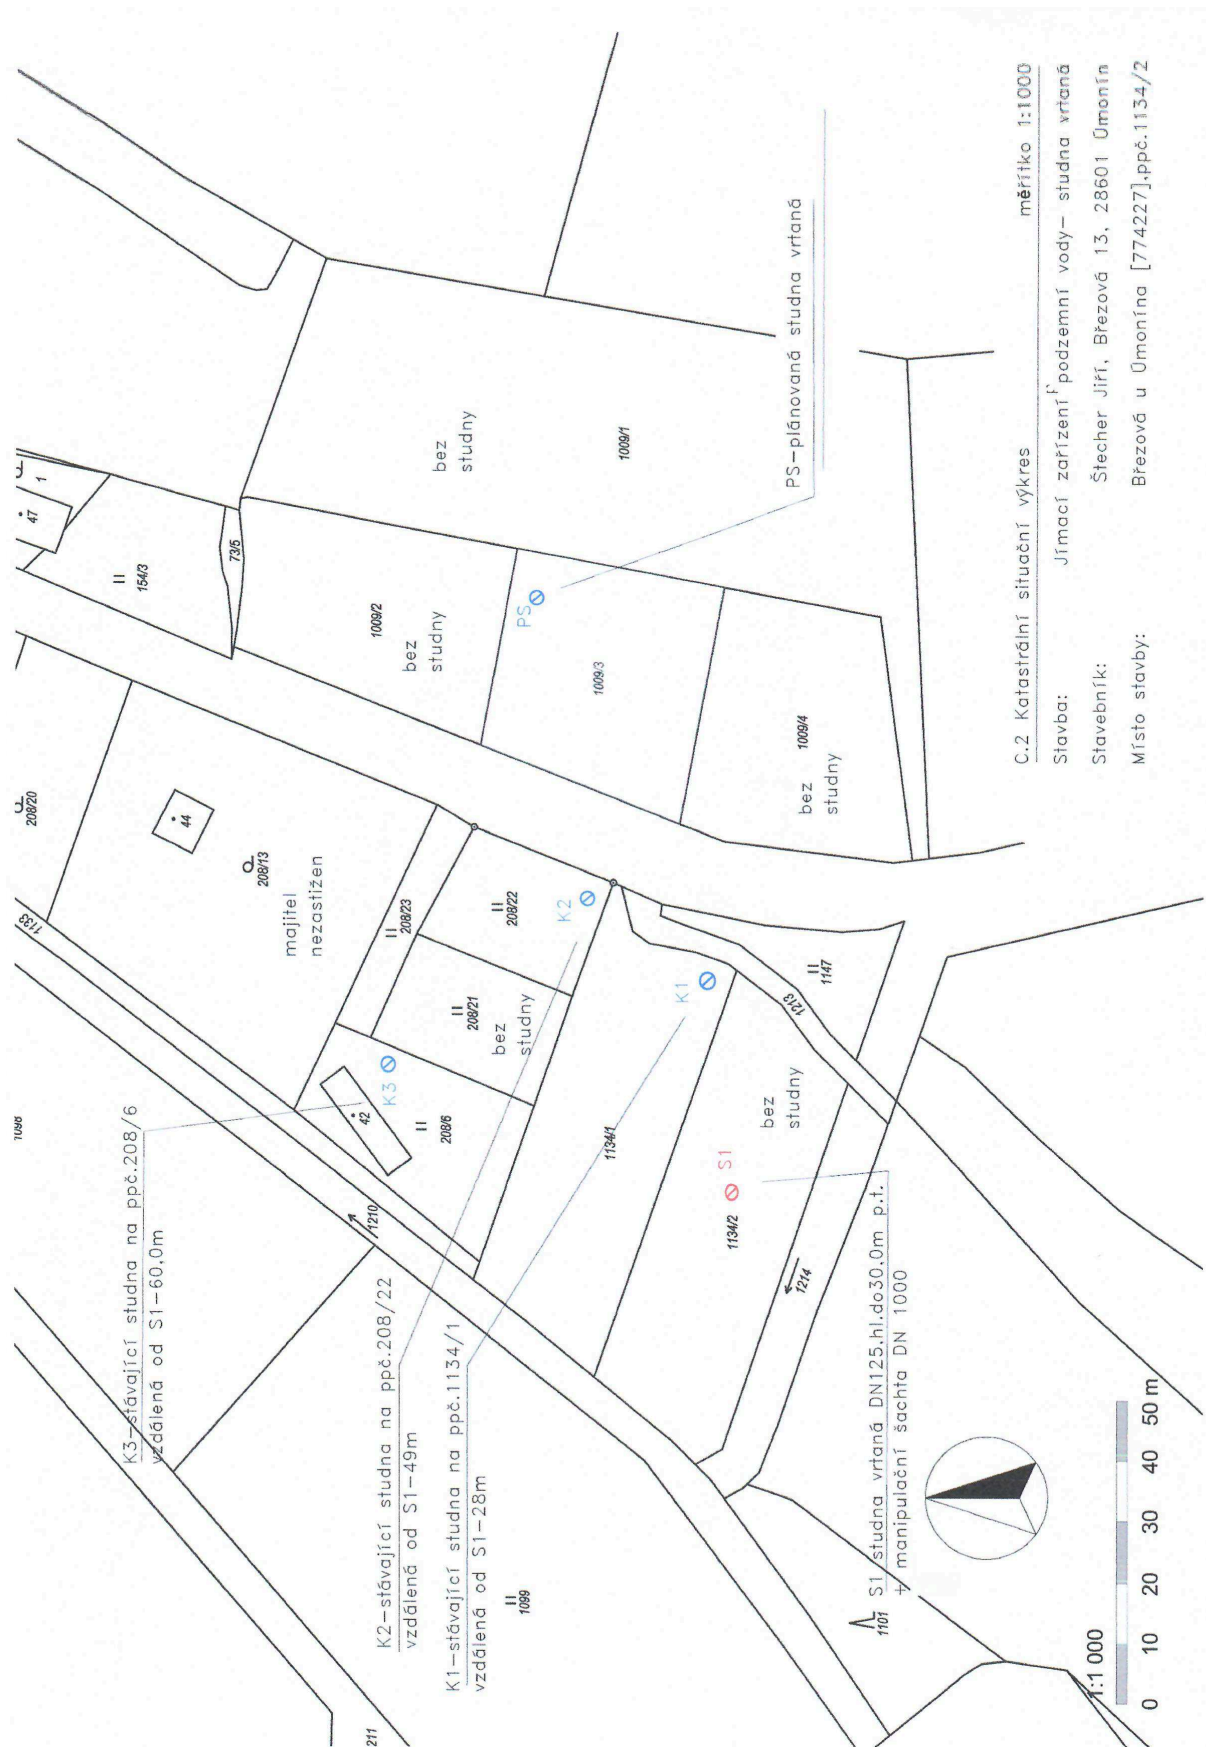 C.2 Katastrální situační výkres měřítko 1:1000
Stavba: Jímací zařízení podzemní vody- studna vrtaná
Stavebník: Štecher Jiří, Březová 13, 28601 Úmonín
Místo stavby: Březová u Úmonína [774227],ppč.1134/2
K3-stávající studna na ppč.208/6
vzdálená od S1-60,0m
K2-stávající studna na ppč.208/22
vzdálená od S1-49m
K1-stávající studna na ppč.1134/1
vzdálená od S1-28m
S1 studna vrtaná DN125,hl.do30,0m p.t.
+ manipulační šachta DN 1000
PS-plánovaná studna vrtaná
1098
211
1099
1101
1133
1210
208/20
44
208/13
majitel
nezastižen
208/23
208/22
208/21
bez
studny
K2
K3
42
208/6
1134/1
K1
1134/2
S1
bez
studny
1214
1213
1147
47
1
154/3
73/5
1009/2
bez
studny
bez
studny
1009/1
PS
1009/3
1009/4
bez
studny
1:1 000
0 10 20 30 40 50 m